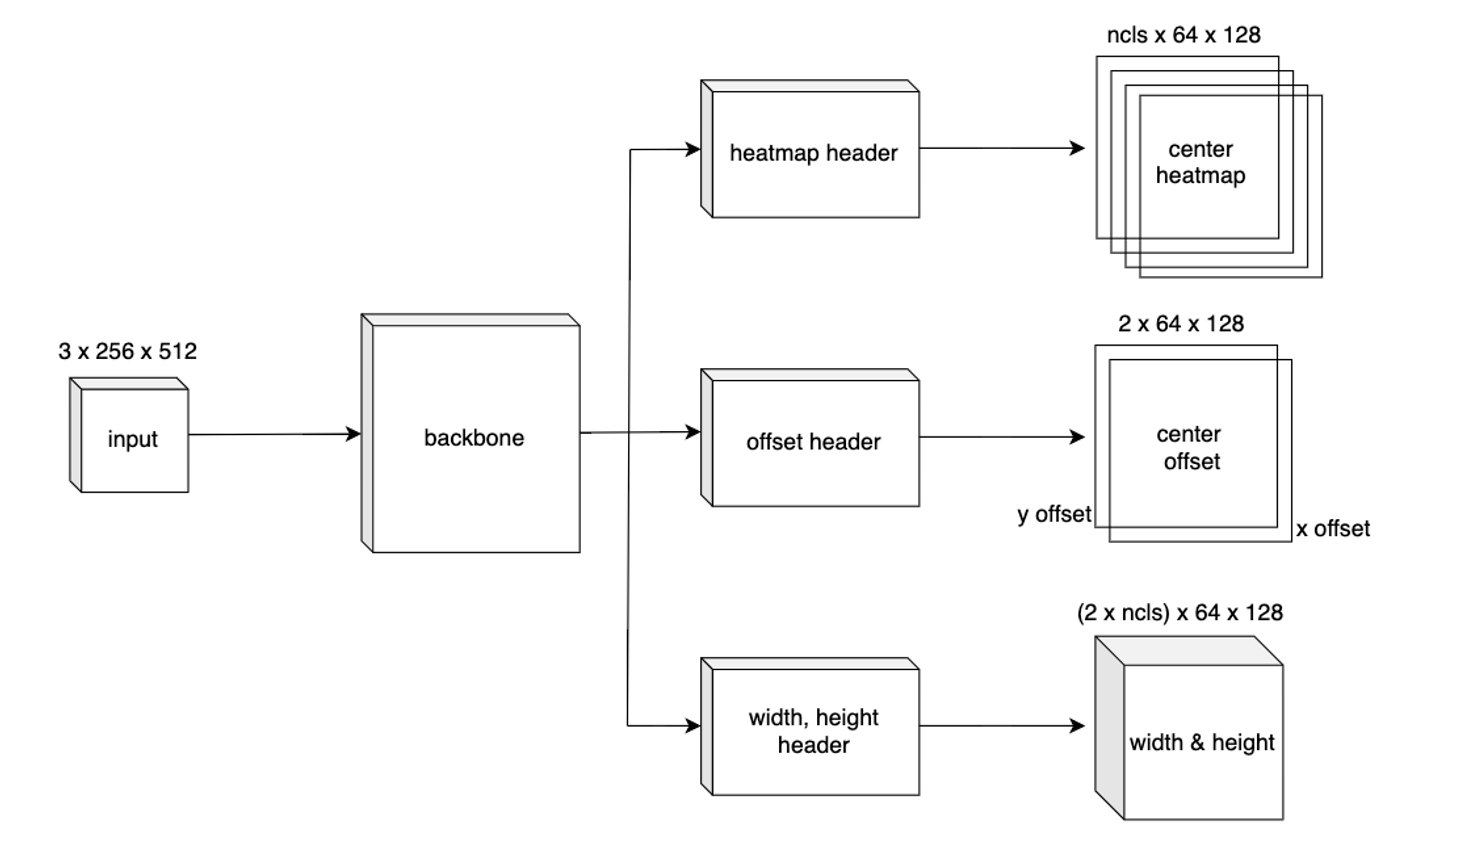 3 x 256 x 512
input
backbone
heatmap header
ncls x 64 x 128
center
heatmap
offset header
2 x 64 x 128
center
offset
y offset
x offset
width, height
header
(2 x ncls) x 64 x 128
width & height